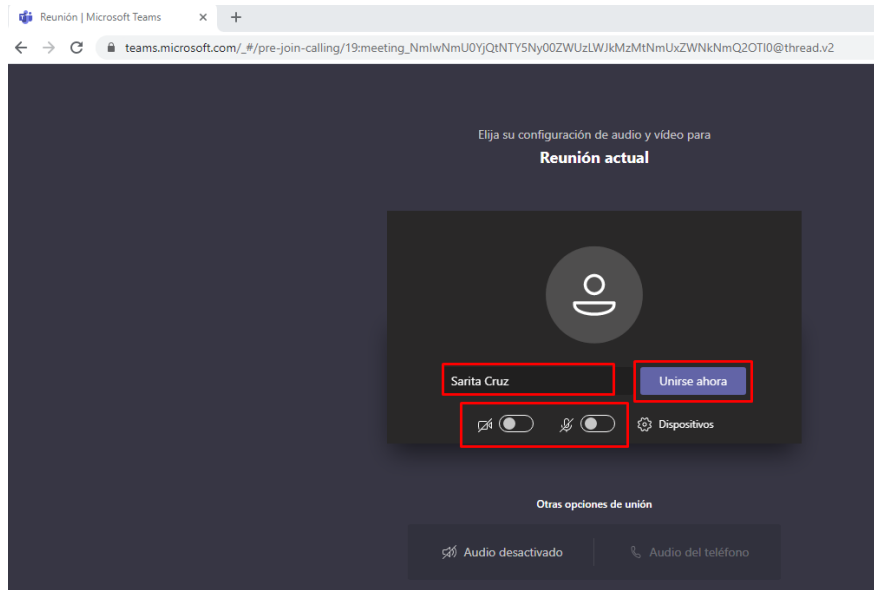 Reunión | Microsoft Teams
teams.microsoft.com/_#/pre-join-calling/19:meeting_NmIwNmU0YjQtNTY5Ny00ZWUzLWJkMzMtNmUxZWNkNmQ2OTI0@thread.v2
Elija su configuración de audio y vídeo para
Reunión actual
Sarita Cruz
Unirse ahora
Dispositivos
Otras opciones de unión
Audio desactivado
Audio del teléfono